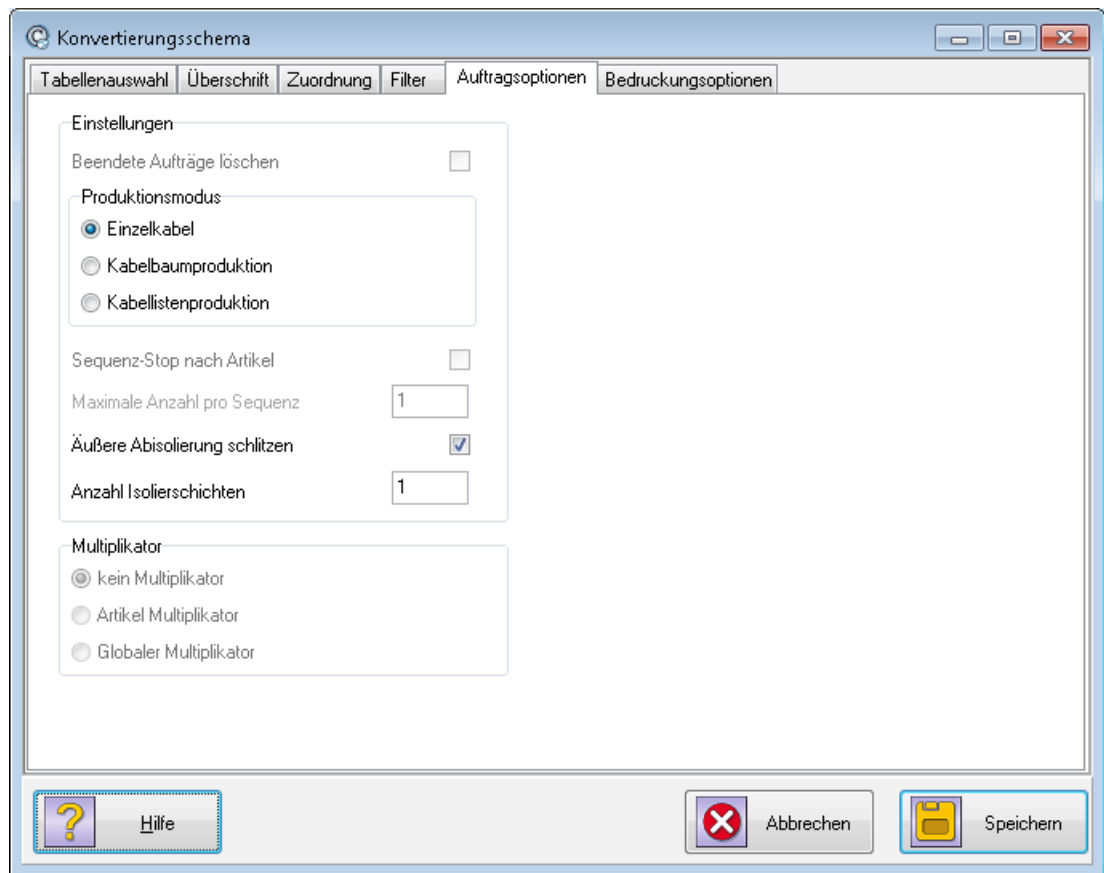 Konvertierungsschema
Tabellenauswahl Überschrift Zuordnung Filter Auftragsoptionen Bedruckungsoptionen
Einstellungen
Beendete Aufträge löschen
Produktionsmodus
Einzelkabel
Kabelbaumproduktion
Kabellistenproduktion
Sequenz-Stop nach Artikel
Maximale Anzahl pro Sequenz 1
Äußere Abisolierung schlitzen
Anzahl Isolierschichten 1
Multiplikator
kein Multiplikator
Artikel Multiplikator
Globaler Multiplikator
Hilfe Abbrechen Speichern